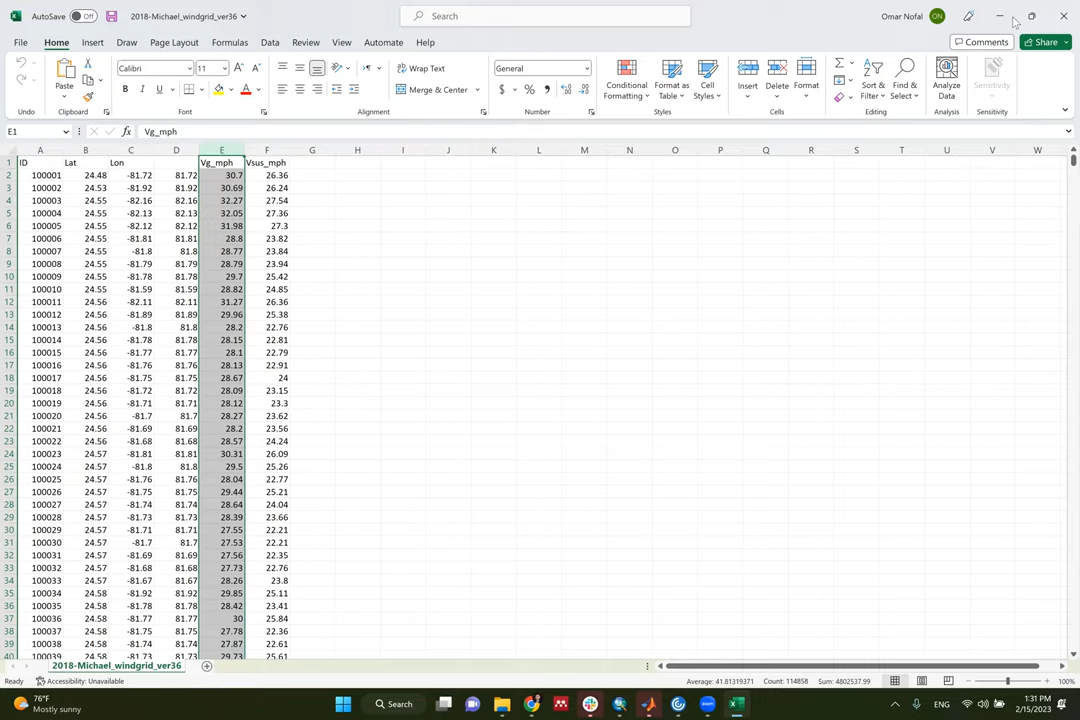 AutoSave Off 2018-Michael_windgrid_ver36 Search Omar Nofal ON
File Home Insert Draw Page Layout Formulas Data Review View Automate Help Comments Share
Paste Calibri 11 A A Wrap Text General Conditional Formatting Format as Table Cell Styles Insert Delete Format Sort & Filter Find & Select Analyze Data Sensitivity
B I U Merge & Center $ % 9
Undo Clipboard Font Alignment Number Styles Cells Editing Analysis Sensitivity
E1 fx Vg_mph
A B C D E F G H I J K L M N O P Q R S T U V W
1 ID Lat Lon Vg_mph Vsus_mph
2 100001 24.48 -81.72 81.72 30.7 26.36
3 100002 24.53 -81.92 81.92 30.69 26.24
4 100003 24.55 -82.16 82.16 32.27 27.54
5 100004 24.55 -82.13 82.13 32.05 27.36
6 100005 24.55 -82.12 82.12 31.98 27.3
7 100006 24.55 -81.81 81.81 28.8 23.82
8 100007 24.55 -81.8 81.8 28.77 23.84
9 100008 24.55 -81.79 81.79 28.79 23.94
10 100009 24.55 -81.78 81.78 29.7 25.42
11 100010 24.55 -81.59 81.59 28.82 24.85
12 100011 24.56 -82.11 82.11 31.27 26.36
13 100012 24.56 -81.89 81.89 29.96 25.38
14 100013 24.56 -81.8 81.8 28.2 22.76
15 100014 24.56 -81.78 81.78 28.15 22.81
16 100015 24.56 -81.77 81.77 28.1 22.79
17 100016 24.56 -81.76 81.76 28.13 22.91
18 100017 24.56 -81.75 81.75 28.67 24
19 100018 24.56 -81.72 81.72 28.09 23.15
20 100019 24.56 -81.71 81.71 28.12 23.3
21 100020 24.56 -81.7 81.7 28.27 23.62
22 100021 24.56 -81.69 81.69 28.2 23.56
23 100022 24.56 -81.68 81.68 28.57 24.24
24 100023 24.57 -81.81 81.81 30.31 26.09
25 100024 24.57 -81.8 81.8 29.5 25.26
26 100025 24.57 -81.76 81.76 28.04 22.77
27 100026 24.57 -81.75 81.75 29.44 25.21
28 100027 24.57 -81.74 81.74 28.64 24.04
29 100028 24.57 -81.73 81.73 28.39 23.66
30 100029 24.57 -81.71 81.71 27.55 22.21
31 100030 24.57 -81.7 81.7 27.53 22.21
32 100031 24.57 -81.69 81.69 27.56 22.35
33 100032 24.57 -81.68 81.68 27.73 22.76
34 100033 24.57 -81.67 81.67 28.26 23.8
35 100034 24.58 -81.92 81.92 29.85 25.11
36 100035 24.58 -81.78 81.78 28.42 23.41
37 100036 24.58 -81.77 81.77 30 25.84
38 100037 24.58 -81.75 81.75 27.78 22.36
39 100038 24.58 -81.74 81.74 27.87 22.61
40 100039 24.58 -81.73 81.73 29.73 25.61
2018-Michael_windgrid_ver36
Ready Accessibility: Unavailable Average: 41.81319371 Count: 114858 Sum: 4802537.99 100%
76°F Mostly sunny Search zoom ENG 1:31 PM 2/15/2023